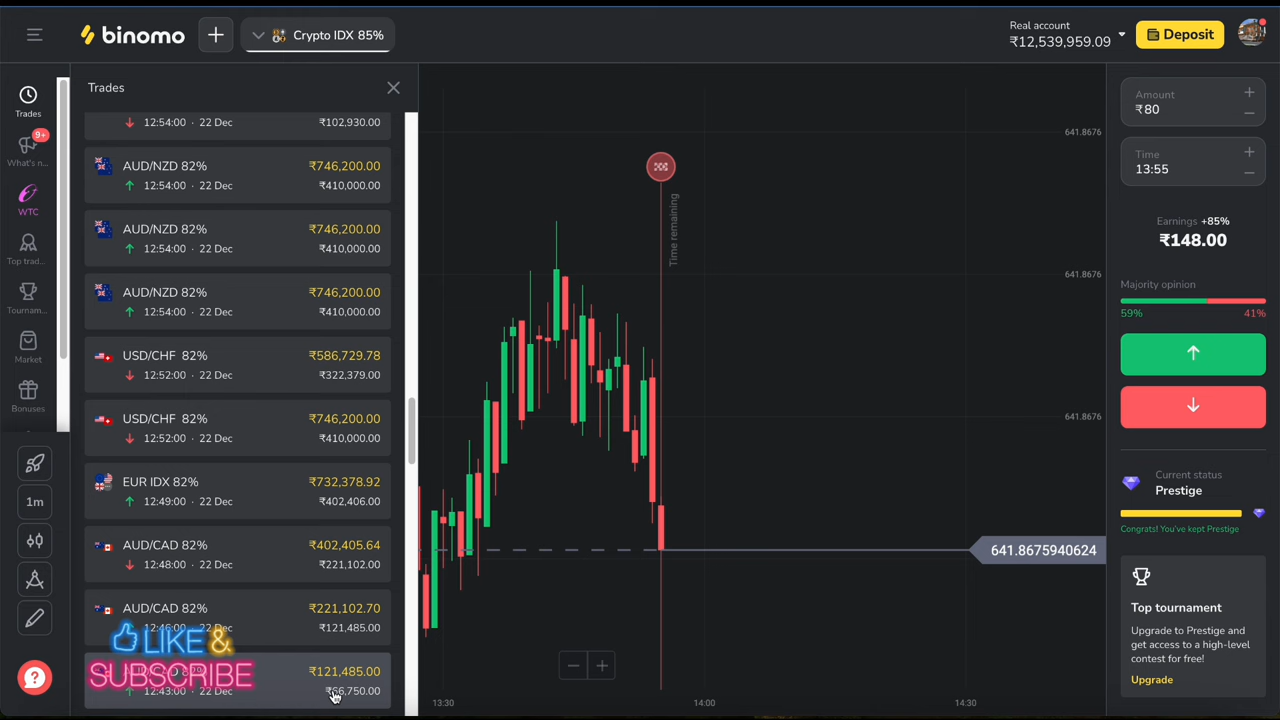 binomo
Crypto IDX 85%
Real account
₹12,539,959.09
Deposit
Trades
What's n...
9+
WTC
Top trad...
Tournam...
Market
Bonuses
1m
Trades
12:54:00 · 22 Dec ₹102,930.00
AUD/NZD 82% ₹746,200.00
12:54:00 · 22 Dec ₹410,000.00
AUD/NZD 82% ₹746,200.00
12:54:00 · 22 Dec ₹410,000.00
AUD/NZD 82% ₹746,200.00
12:54:00 · 22 Dec ₹410,000.00
USD/CHF 82% ₹586,729.78
12:52:00 · 22 Dec ₹322,379.00
USD/CHF 82% ₹746,200.00
12:52:00 · 22 Dec ₹410,000.00
EUR IDX 82% ₹732,378.92
12:49:00 · 22 Dec ₹402,406.00
AUD/CAD 82% ₹402,405.64
12:48:00 · 22 Dec ₹221,102.00
AUD/CAD 82% ₹221,102.70
12:46:00 · 22 Dec ₹121,485.00
LIKE &
SUBSCRIBE
82% ₹121,485.00
12:43:00 · 22 Dec ₹66,750.00
Time remaining
641.8676
641.8676
641.8676
641.8675940624
13:30 14:00 14:30
Amount
₹80
Time
13:55
Earnings +85%
₹148.00
Majority opinion
59% 41%
Current status
Prestige
Congrats! You've kept Prestige
Top tournament
Upgrade to Prestige and
get access to a high-level
contest for free!
Upgrade